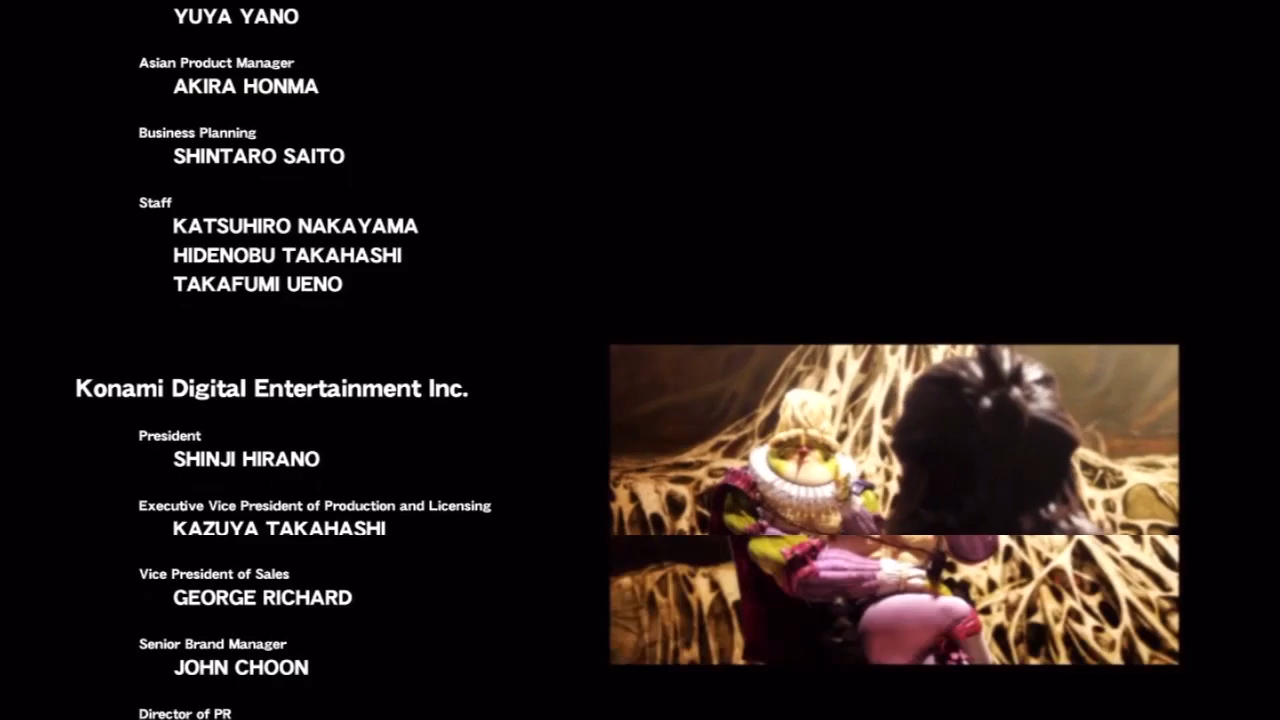 YUYA YANO
Asian Product Manager
AKIRA HONMA
Business Planning
SHINTARO SAITO
Staff
KATSUHIRO NAKAYAMA
HIDENOBU TAKAHASHI
TAKAFUMI UENO
Konami Digital Entertainment Inc.
President
SHINJI HIRANO
Executive Vice President of Production and Licensing
KAZUYA TAKAHASHI
Vice President of Sales
GEORGE RICHARD
Senior Brand Manager
JOHN CHOON
Director of PR